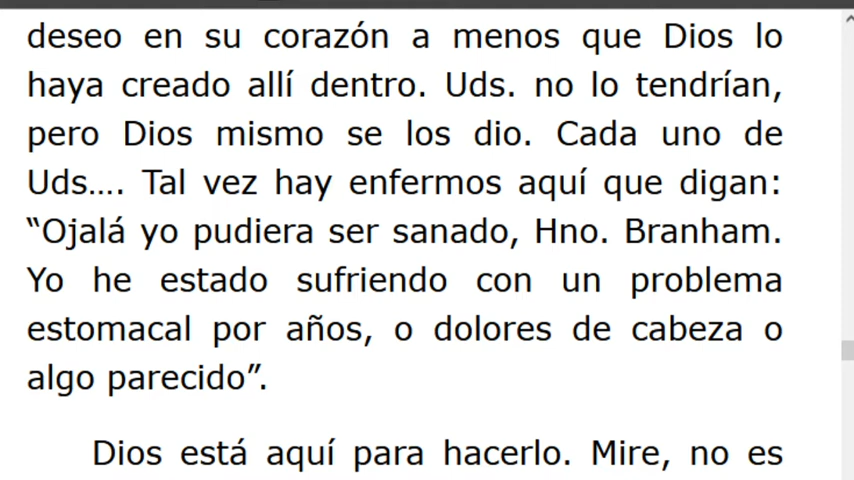 deseo en su corazón a menos que Dios lo
haya creado allí dentro. Uds. no lo tendrían,
pero Dios mismo se los dio. Cada uno de
Uds.... Tal vez hay enfermos aquí que digan:
“Ojalá yo pudiera ser sanado, Hno. Branham.
Yo he estado sufriendo con un problema
estomacal por años, o dolores de cabeza o
algo parecido”.
Dios está aquí para hacerlo. Mire, no es